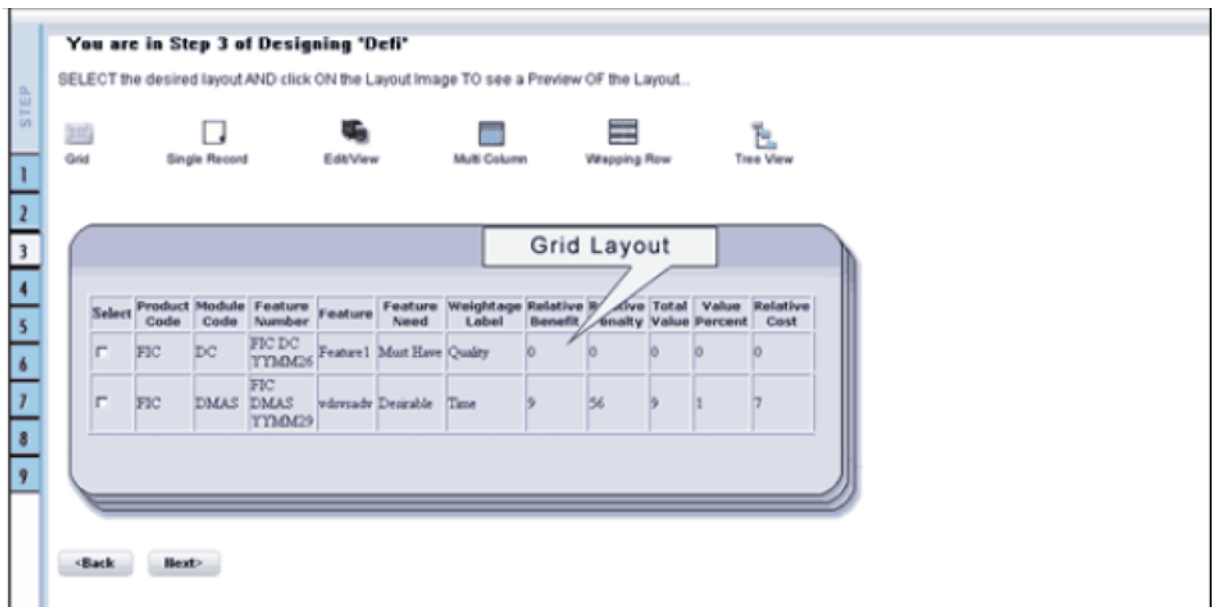 You are in Step 3 of Designing "Defi"
SELECT the desired layout AND click ON the Layout Image TO see a Preview OF the Layout..
STEP
1
2
3
4
5
6
7
8
9
Grid Single Record Edit/View Multi Column Wrapping Row Tree View
Grid Layout
Select Product Code Module Code Feature Number Feature Feature Need Weightage Label Relative Benefit Total Value Value Percent Relative Cost
FIC DC FIC DC YYMM26 Feature1 Must Have Quality 0 0 0 0 0
FIC DMAS FIC DMAS YYMM29 Desirable Time 9 56 9 1 7
<Back Next>